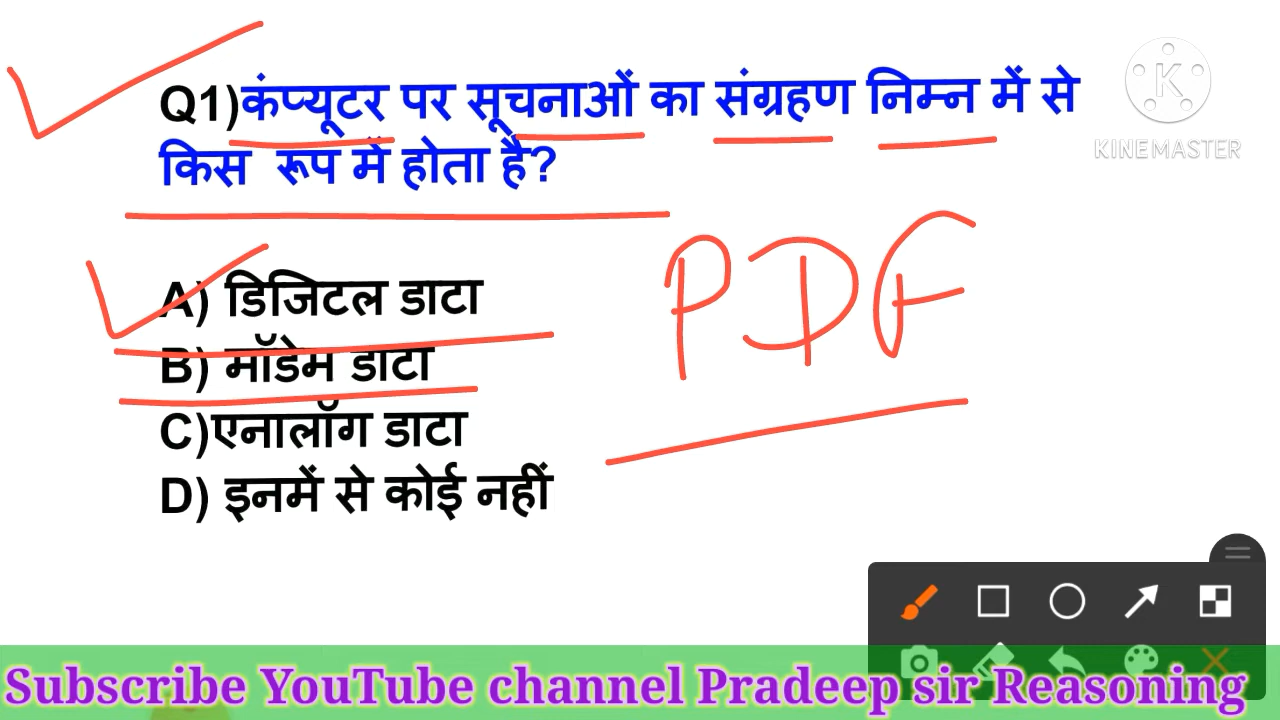 Q1)कंप्यूटर पर सूचनाओं का संग्रहण निम्न में से
किस रूप में होता है?
KINEMASTER
A) डिजिटल डाटा
B) मॉडेम डाटा
C)एनालॉग डाटा
D) इनमें से कोई नहीं
PDF
Subscribe YouTube channel Pradeep sir Reasoning